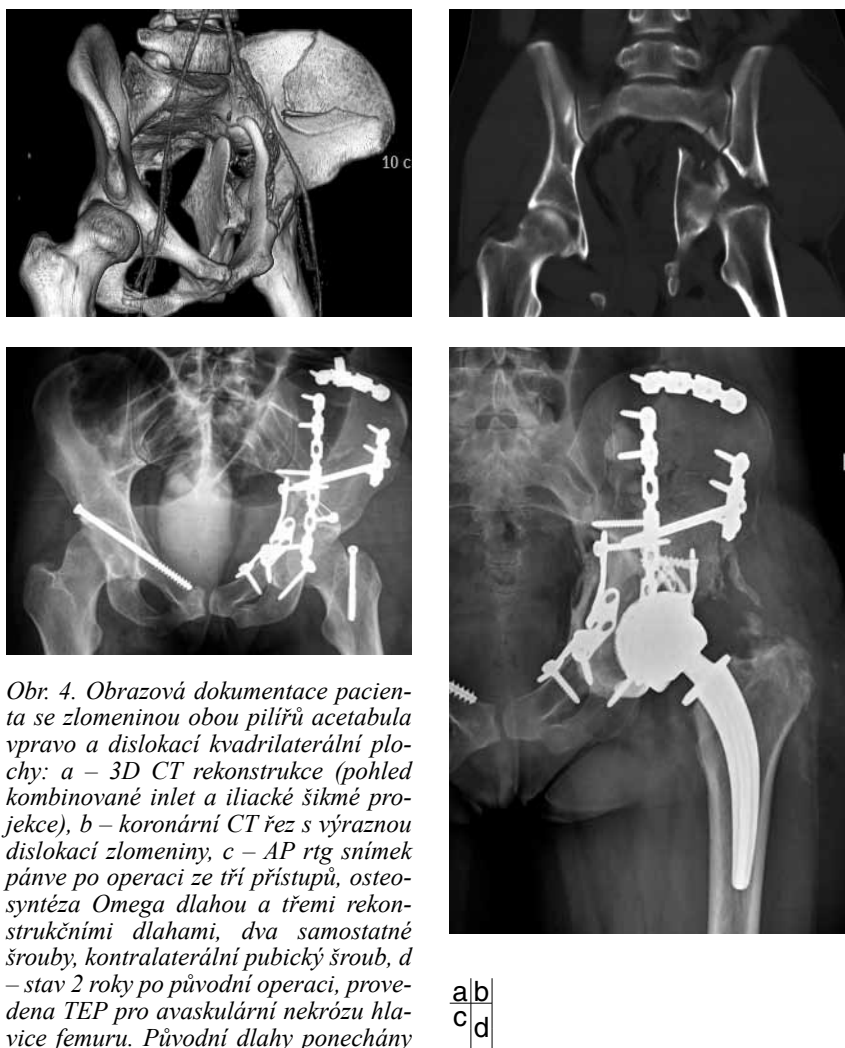 10 c
Obr. 4. Obrazová dokumentace pacien-
ta se zlomeninou obou pilířů acetabula
vpravo a dislokací kvadrilaterální plo-
chy: a – 3D CT rekonstrukce (pohled
kombinované inlet a iliacké šikmé pro-
jekce), b – koronární CT řez s výraznou
dislokací zlomeniny, c – AP rtg snímek
pánve po operaci ze tří přístupů, osteo-
syntéza Omega dlahou a třemi rekon-
strukčními dlahami, dva samostatné
šrouby, kontralaterální pubický šroub, d
– stav 2 roky po původní operaci, prove-
dena TEP pro avaskulární nekrózu hla-
vice femuru. Původní dlahy ponechány
a b
c d